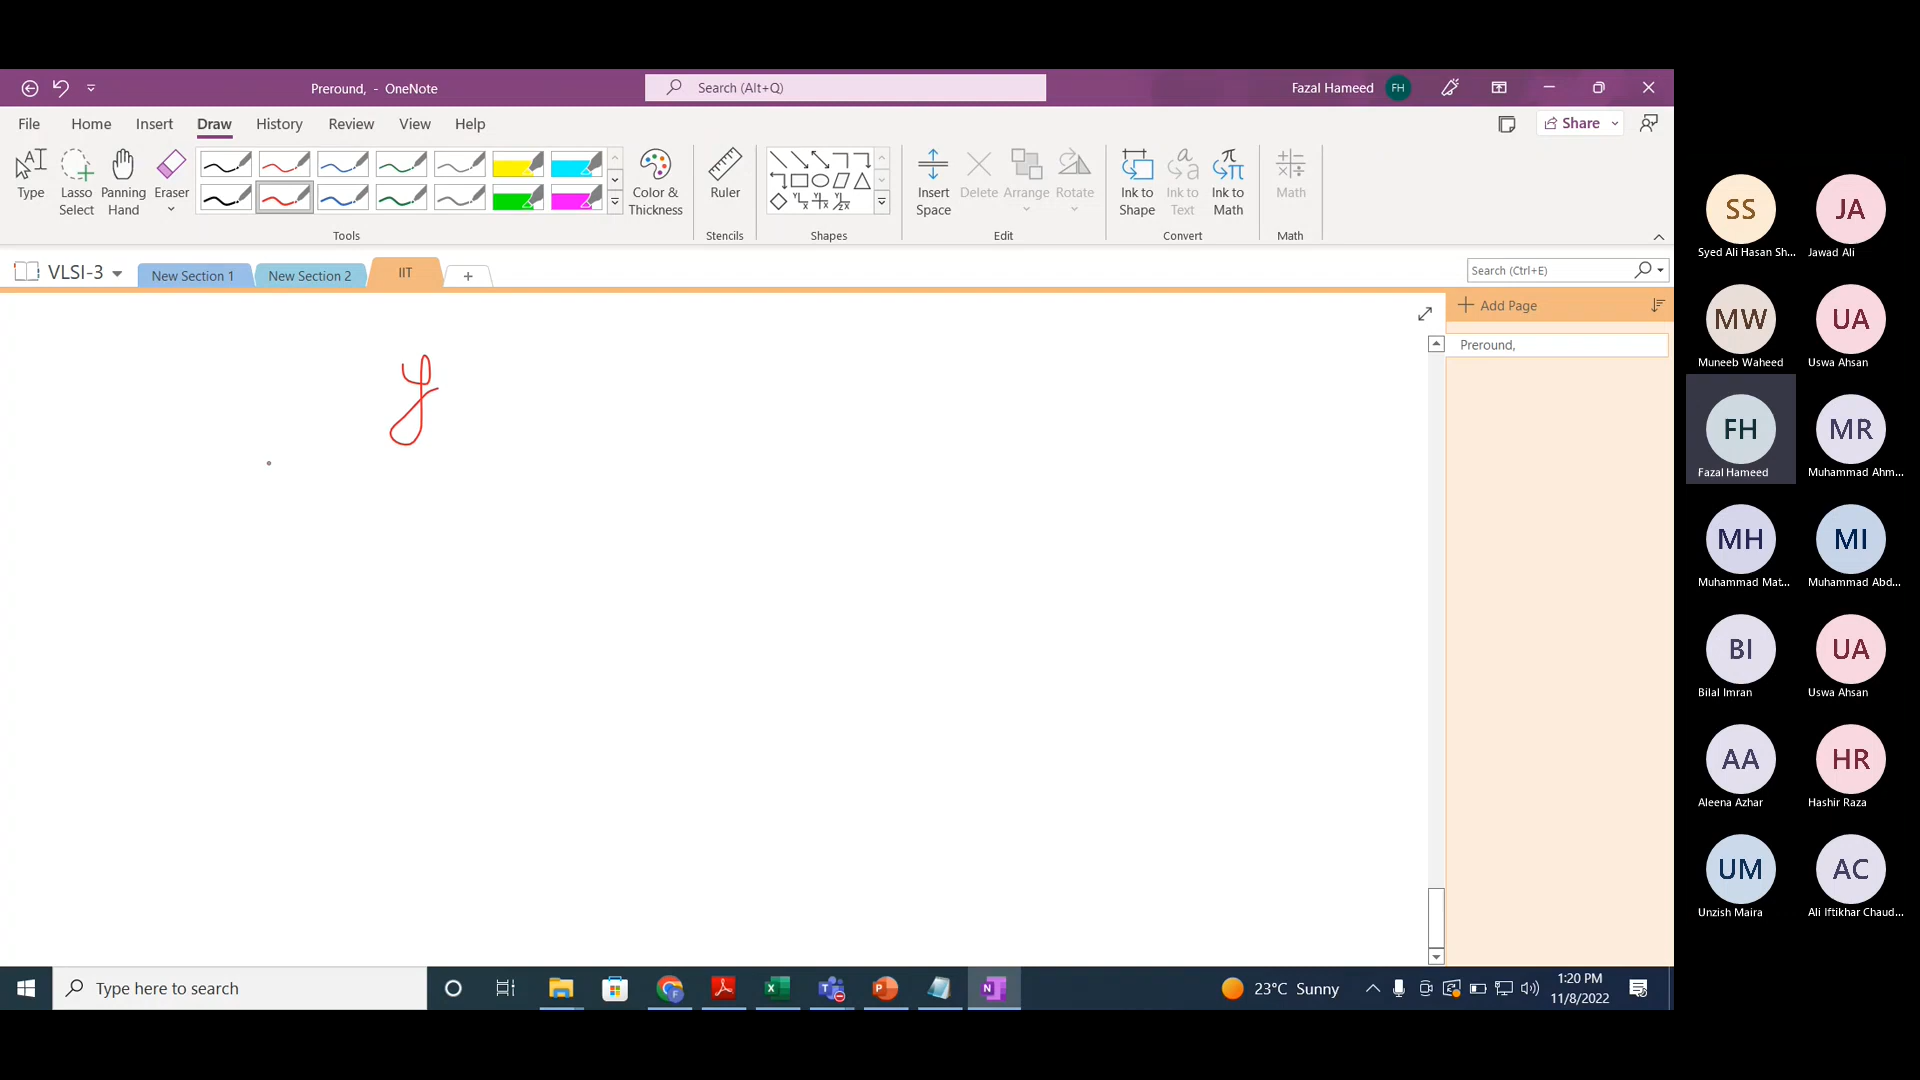 Preround, - OneNote
Search (Alt+Q)
Fazal Hameed FH
File Home Insert Draw History Review View Help
Share
Type
Lasso Select
Panning Hand
Eraser
Color & Thickness
Ruler
Insert Space
Delete
Arrange
Rotate
Ink to Shape
Ink to Text
Ink to Math
Math
Tools Stencils Shapes Edit Convert Math
VLSI-3 New Section 1 New Section 2 IIT
Search (Ctrl+E)
Add Page
Preround,
y
SS
Syed Ali Hasan Sh...
JA
Jawad Ali
MW
Muneeb Waheed
UA
Uswa Ahsan
FH
Fazal Hameed
MR
Muhammad Ahm...
MH
Muhammad Mat...
MI
Muhammad Abd...
BI
Bilal Imran
UA
Uswa Ahsan
AA
Aleena Azhar
HR
Hashir Raza
UM
Unzish Maira
AC
Ali Iftikhar Chaud...
Type here to search
23°C Sunny
1:20 PM
11/8/2022